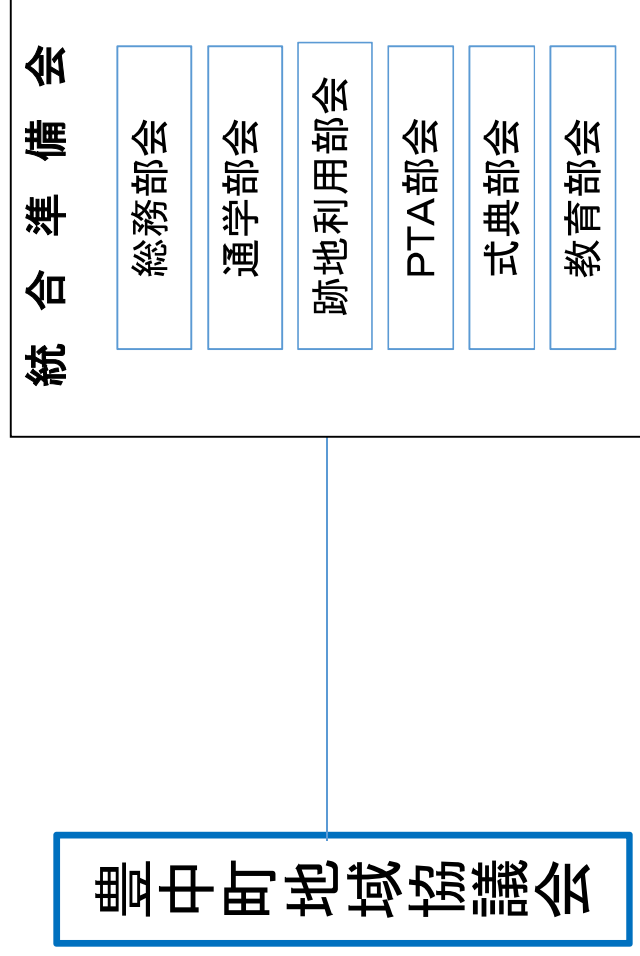 統合準備会
総務部会
通学部会
跡地利用部会
PTA部会
式典部会
教育部会
豊中町地域協議会